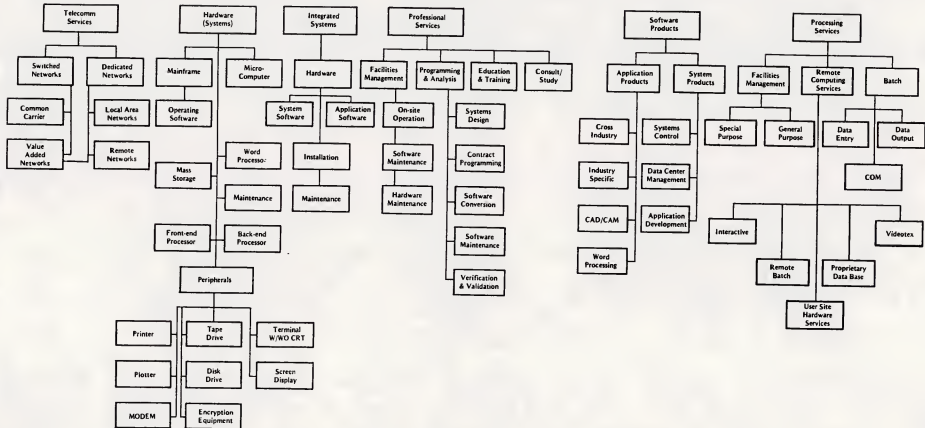 Telecomm
Services
Switched
Networks
Dedicated
Networks
Common
Carrier
Local Area
Networks
Value
Added
Networks
Remote
Networks
Hardware
(Systems)
Mainframe
Micro-
Computer
Operating
Software
Word
Processor
Mass
Storage
Maintenance
Front-end
Processor
Back-end
Processor
Peripherals
Printer
Tape
Drive
Terminal
W/WO CRT
Plotter
Disk
Drive
Screen
Display
MODEM
Encryption
Equipment
Integrated
Systems
Hardware
System
Software
Application
Software
Installation
Maintenance
Professional
Services
Facilities
Management
Programming
& Analysis
Education
& Training
Consult/
Study
On-site
Operation
Software
Maintenance
Hardware
Maintenance
Systems
Design
Contract
Programming
Software
Conversion
Software
Maintenance
Verification
& Validation
Software
Products
Application
Products
System
Products
Cross
Industry
Systems
Control
Industry
Specific
Data Center
Management
CAD/CAM
Application
Development
Word
Processing
Processing
Services
Facilities
Management
Remote
Computing
Services
Batch
Special
Purpose
General
Purpose
Data
Entry
Data
Output
COM
Interactive
Remote
Batch
Proprietary
Data Base
Videotex
User Site
Hardware
Services